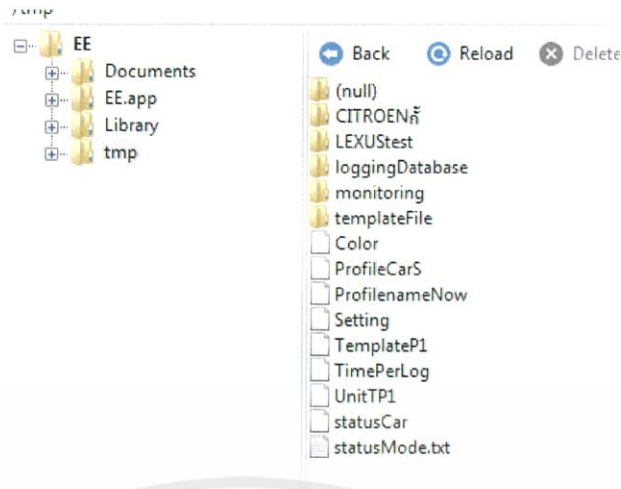 /tmp
EE
Documents
EE.app
Library
tmp
Back Reload Delete
(null)
CITROENกั้
LEXUStest
loggingDatabase
monitoring
templateFile
Color
ProfileCarS
ProfilenameNow
Setting
TemplateP1
TimePerLog
UnitTP1
statusCar
statusMode.txt